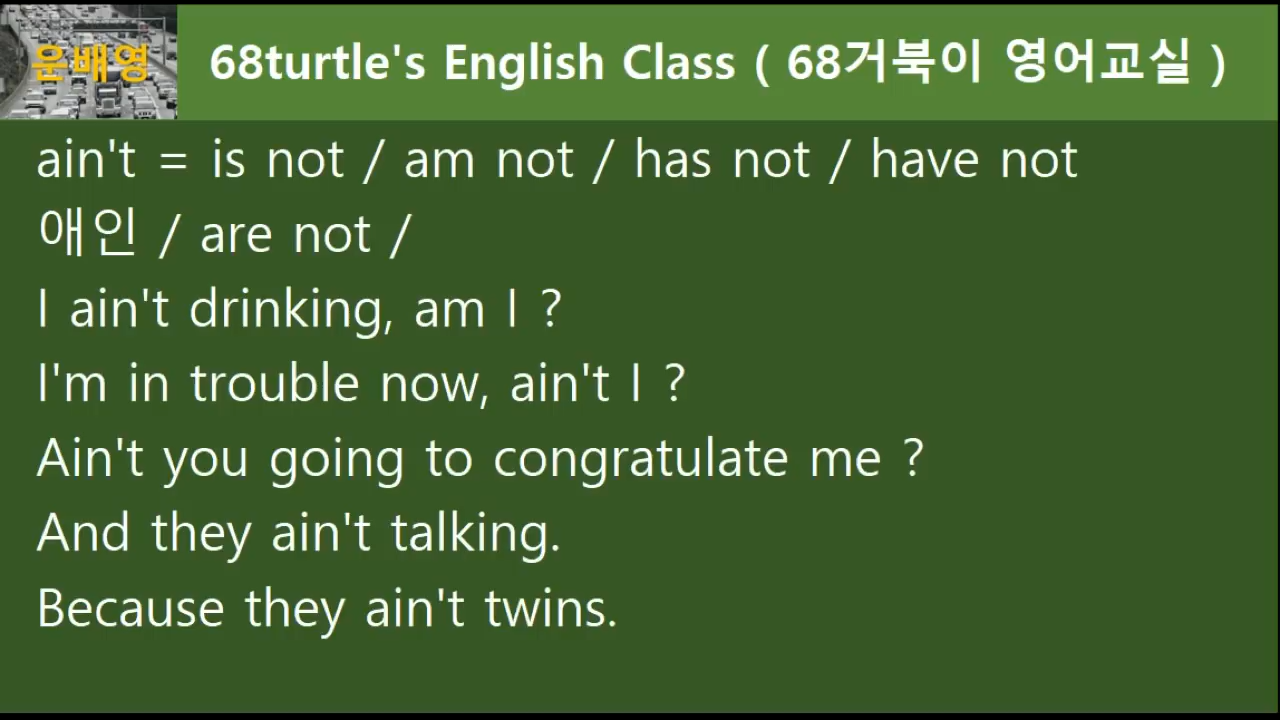 운배영
68turtle's English Class ( 68거북이 영어교실 )
ain't = is not / am not / has not / have not
애인 / are not /
I ain't drinking, am I ?
I'm in trouble now, ain't I ?
Ain't you going to congratulate me ?
And they ain't talking.
Because they ain't twins.